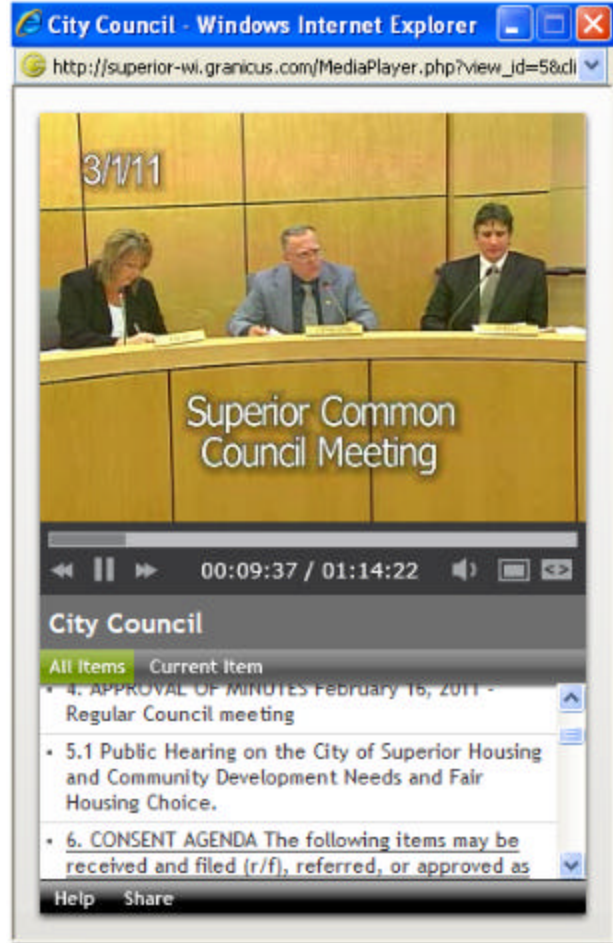 City Council - Windows Internet Explorer
http://superior-wi.granicus.com/MediaPlayer.php?view_id=5&cli
3/1/11
Superior Common
Council Meeting
00:09:37 / 01:14:22
City Council
All Items Current Item
• 4. APPROVAL OF MINUTES February 16, 2011 -
Regular Council meeting
• 5.1 Public Hearing on the City of Superior Housing
and Community Development Needs and Fair
Housing Choice.
• 6. CONSENT AGENDA The following items may be
received and filed (r/f), referred, or approved as
Help Share